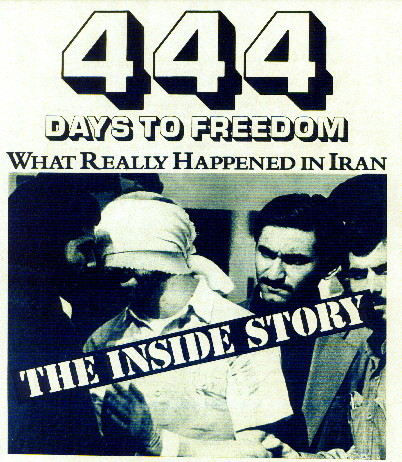 444
DAYS TO FREEDOM
WHAT REALLY HAPPENED IN IRAN
THE INSIDE STORY